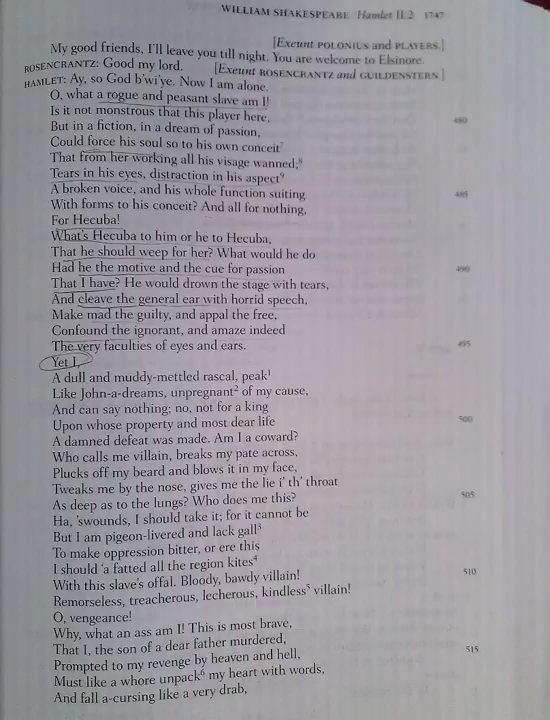 WILLIAM SHAKESPEARE Hamlet II.2 1747
[Exeunt POLONIUS and PLAYERS.]
My good friends, I'll leave you till night. You are welcome to Elsinore.
ROSENCRANTZ: Good my lord. [Exeunt ROSENCRANTZ and GUILDENSTERN.]
HAMLET: Ay, so God b'wi'ye. Now I am alone.
O, what a rogue and peasant slave am I!
Is it not monstrous that this player here, 480
But in a fiction, in a dream of passion,
Could force his soul so to his own conceit⁷
That from her working all his visage wanned;⁸
Tears in his eyes, distraction in his aspect⁹
A broken voice, and his whole function suiting 485
With forms to his conceit? And all for nothing,
For Hecuba!
What's Hecuba to him or he to Hecuba,
That he should weep for her? What would he do
Had he the motive and the cue for passion 490
That I have? He would drown the stage with tears,
And cleave the general ear with horrid speech,
Make mad the guilty, and appal the free,
Confound the ignorant, and amaze indeed
The very faculties of eyes and ears. 495
Yet I,
A dull and muddy-mettled rascal, peak¹
Like John-a-dreams, unpregnant² of my cause,
And can say nothing; no, not for a king
Upon whose property and most dear life 500
A damned defeat was made. Am I a coward?
Who calls me villain, breaks my pate across,
Plucks off my beard and blows it in my face,
Tweaks me by the nose, gives me the lie i' th' throat
As deep as to the lungs? Who does me this? 505
Ha, 'swounds, I should take it; for it cannot be
But I am pigeon-livered and lack gall³
To make oppression bitter, or ere this
I should 'a fatted all the region kites⁴
With this slave's offal. Bloody, bawdy villain! 510
Remorseless, treacherous, lecherous, kindless⁵ villain!
O, vengeance!
Why, what an ass am I! This is most brave,
That I, the son of a dear father murdered,
Prompted to my revenge by heaven and hell, 515
Must like a whore unpack⁶ my heart with words,
And fall a-cursing like a very drab,